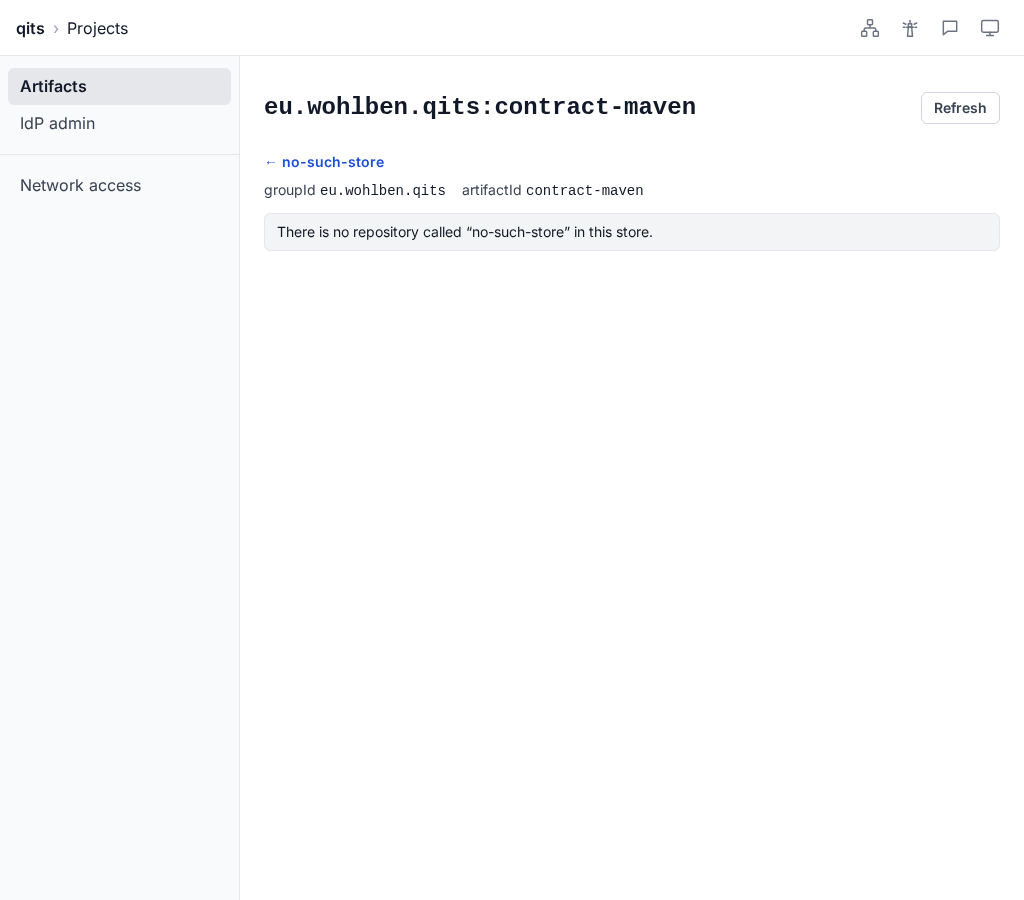 qits › Projects
Artifacts
IdP admin
Network access
eu.wohlben.qits:contract-maven
Refresh
← no-such-store
groupId eu.wohlben.qits artifactId contract-maven
There is no repository called “no-such-store” in this store.